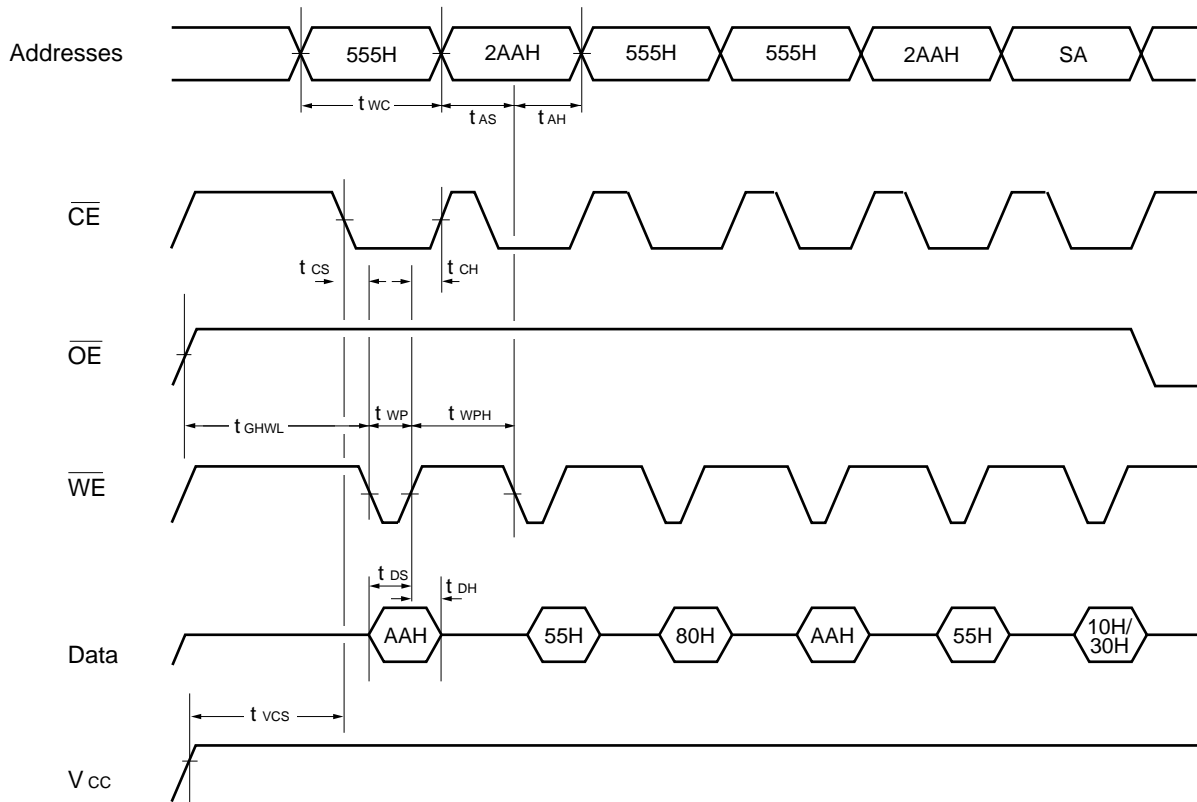 Addresses 555H 2AAH 555H 555H 2AAH SA
t WC t AS t AH
CE
t CS t CH
OE
t GHWL t WP t WPH
WE
t DS t DH
Data AAH 55H 80H AAH 55H 10H/
30H
t VCS
V CC